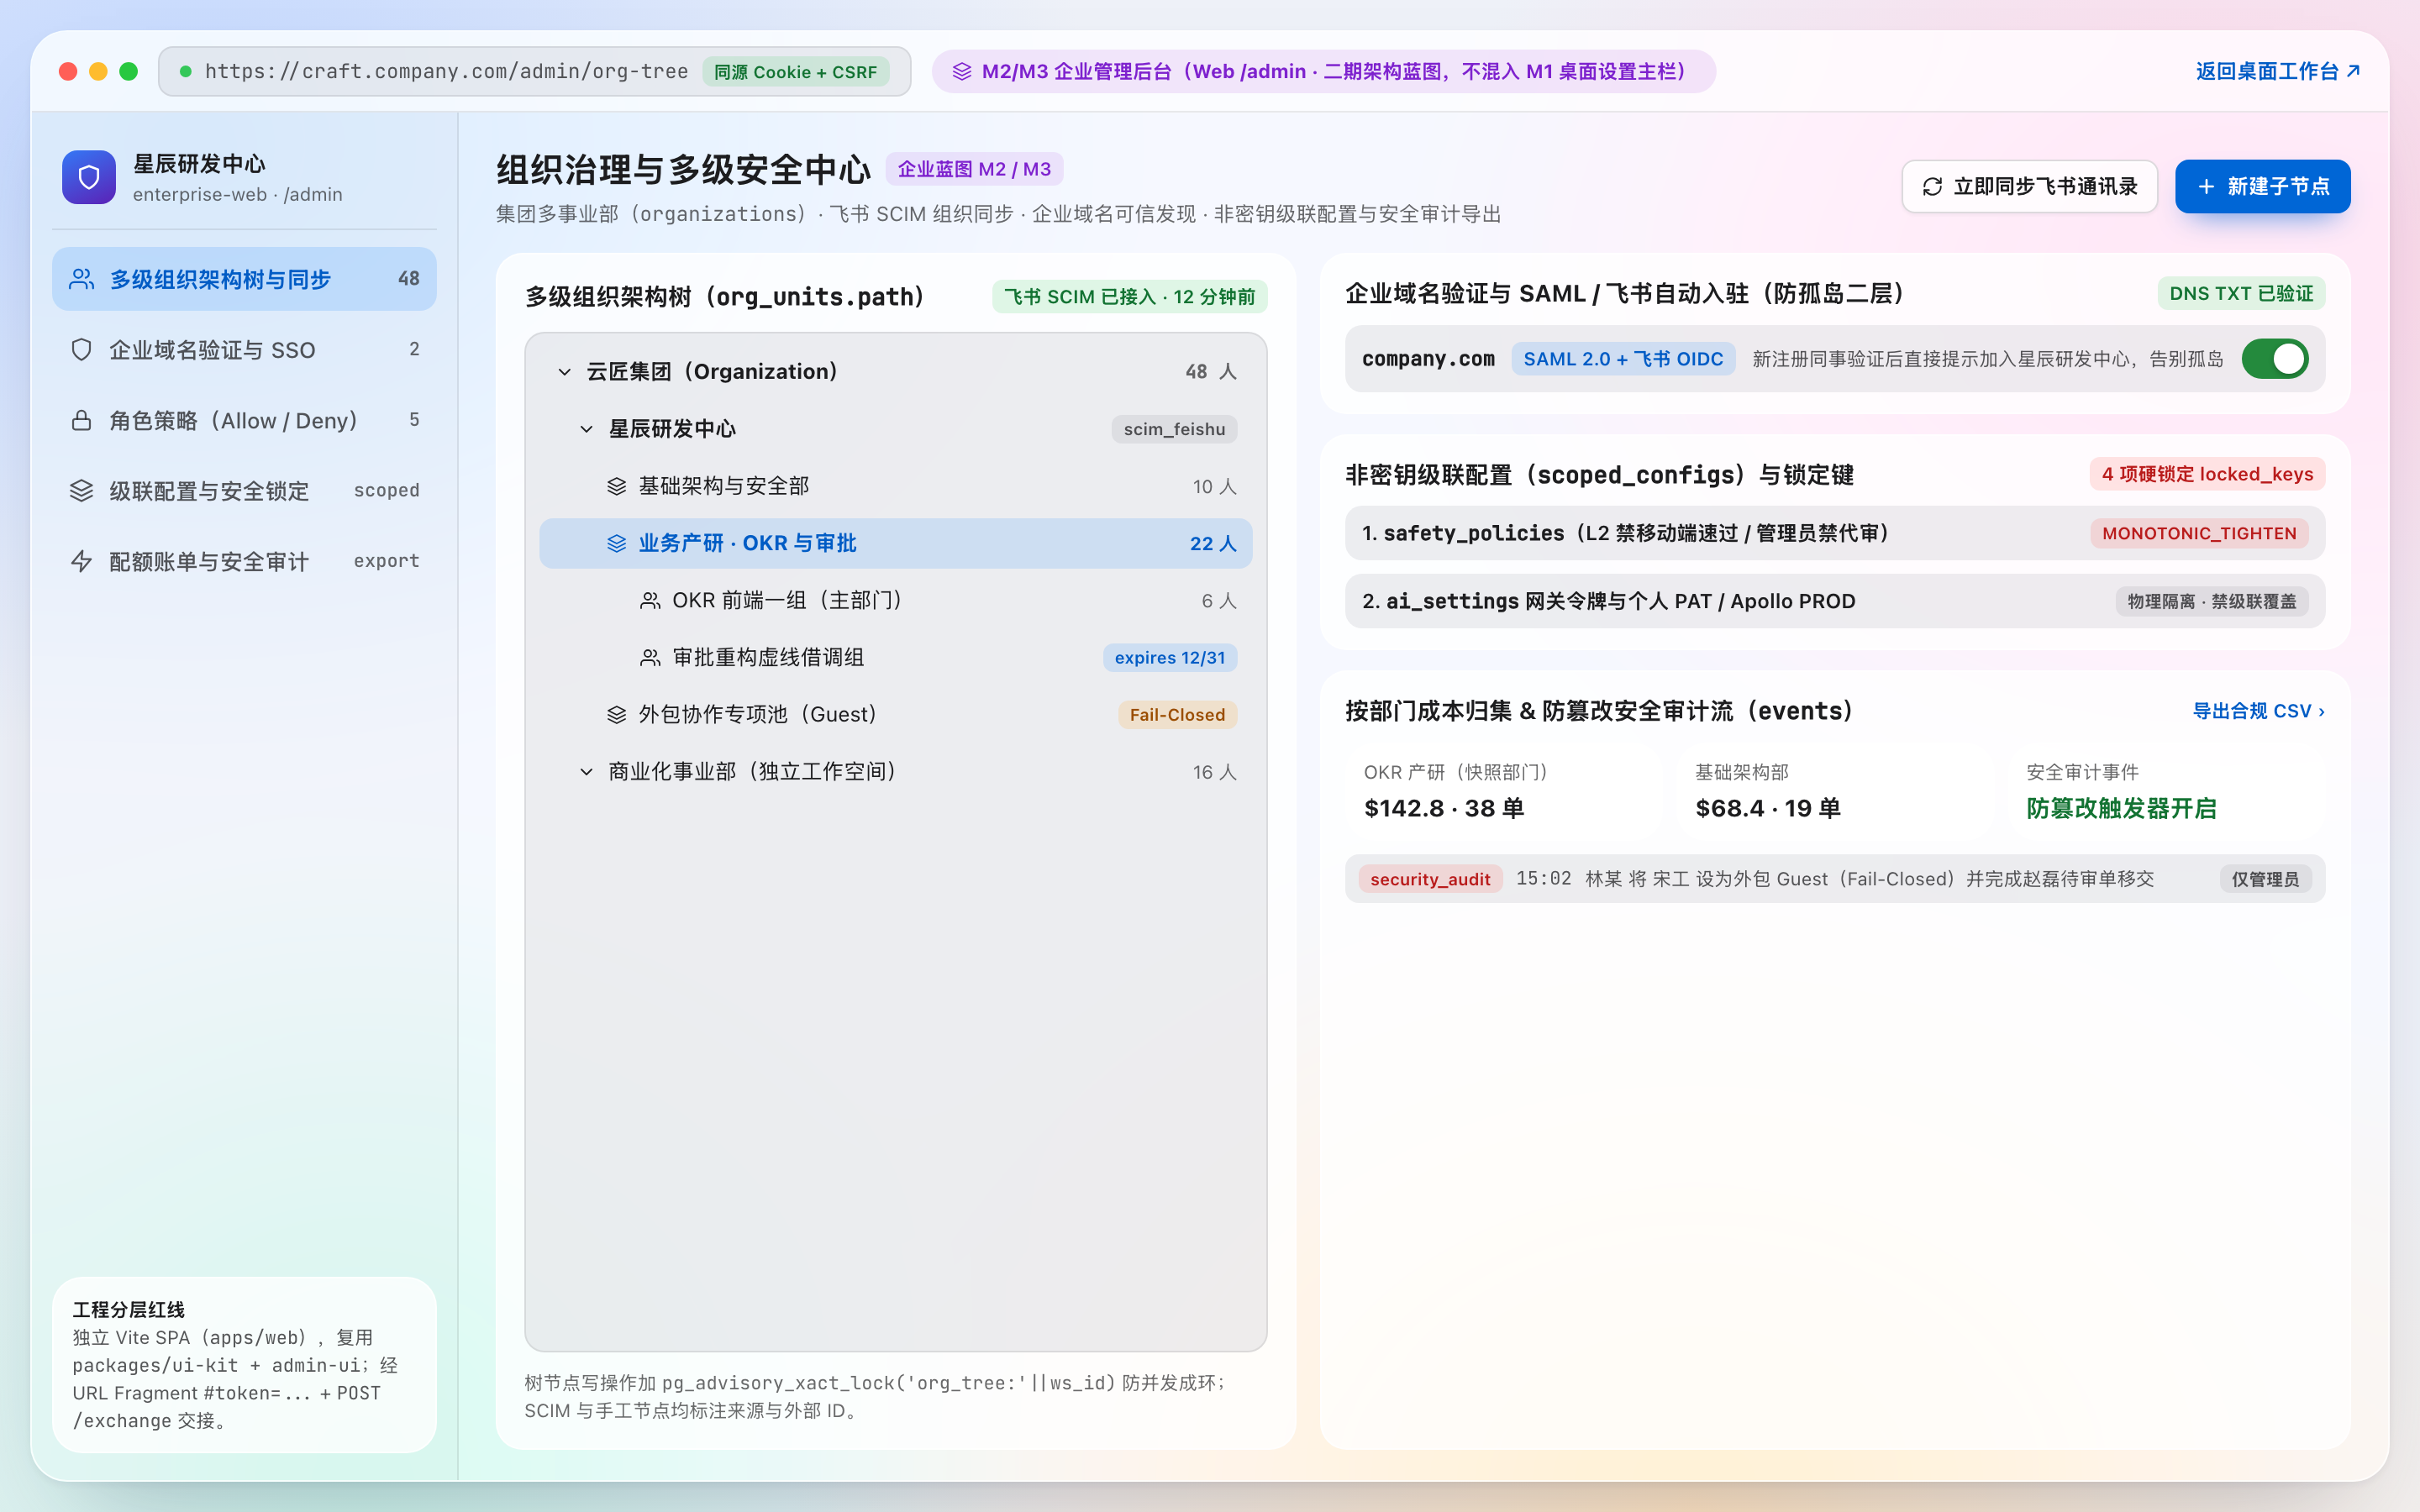 https://craft.company.com/admin/org-tree 同源 Cookie + CSRF
M2/M3 企业管理后台（Web /admin · 二期架构蓝图，不混入 M1 桌面设置主栏）
返回桌面工作台 ↗
星辰研发中心
enterprise-web · /admin
多级组织架构树与同步 48
企业域名验证与 SSO 2
角色策略（Allow / Deny） 5
级联配置与安全锁定 scoped
配额账单与安全审计 export
工程分层红线
独立 Vite SPA（apps/web），复用
packages/ui-kit + admin-ui；经
URL Fragment #token=... + POST
/exchange 交接。
组织治理与多级安全中心 企业蓝图 M2 / M3
集团多事业部（organizations）· 飞书 SCIM 组织同步 · 企业域名可信发现 · 非密钥级联配置与安全审计导出
立即同步飞书通讯录
+ 新建子节点
多级组织架构树（org_units.path） 飞书 SCIM 已接入 · 12 分钟前
云匠集团（Organization） 48 人
星辰研发中心 scim_feishu
基础架构与安全部 10 人
业务产研 · OKR 与审批 22 人
OKR 前端一组（主部门） 6 人
审批重构虚线借调组 expires 12/31
外包协作专项池（Guest） Fail-Closed
商业化事业部（独立工作空间） 16 人
树节点写操作加 pg_advisory_xact_lock('org_tree:'||ws_id) 防并发成环；
SCIM 与手工节点均标注来源与外部 ID。
企业域名验证与 SAML / 飞书自动入驻（防孤岛二层） DNS TXT 已验证
company.com SAML 2.0 + 飞书 OIDC 新注册同事验证后直接提示加入星辰研发中心，告别孤岛
非密钥级联配置（scoped_configs）与锁定键 4 项硬锁定 locked_keys
1. safety_policies（L2 禁移动端速过 / 管理员禁代审） MONOTONIC_TIGHTEN
2. ai_settings 网关令牌与个人 PAT / Apollo PROD 物理隔离 · 禁级联覆盖
按部门成本归集 & 防篡改安全审计流（events） 导出合规 CSV ›
OKR 产研（快照部门）
$142.8 · 38 单
基础架构部
$68.4 · 19 单
安全审计事件
防篡改触发器开启
security_audit 15:02 林某 将 宋工 设为外包 Guest（Fail-Closed）并完成赵磊待审单移交 仅管理员